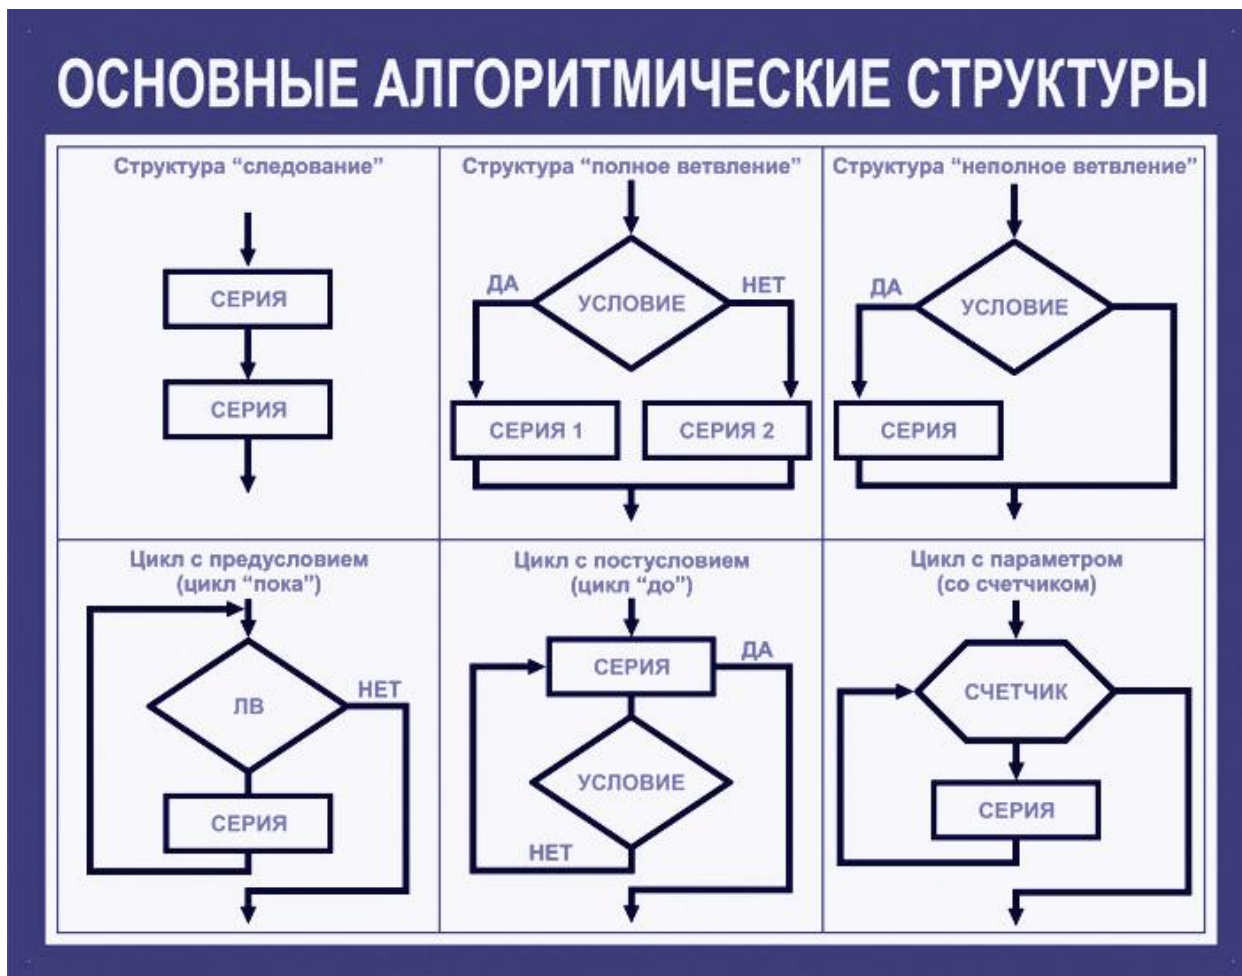 ОСНОВНЫЕ АЛГОРИТМИЧЕСКИЕ СТРУКТУРЫ
Структура “следование”
СЕРИЯ
СЕРИЯ
Структура “полное ветвление”
ДА
НЕТ
УСЛОВИЕ
СЕРИЯ 1
СЕРИЯ 2
Структура “неполное ветвление”
ДА
УСЛОВИЕ
СЕРИЯ
Цикл с предусловием
(цикл “пока”)
НЕТ
ЛВ
СЕРИЯ
Цикл с постусловием
(цикл “до”)
СЕРИЯ
ДА
УСЛОВИЕ
НЕТ
Цикл с параметром
(со счетчиком)
СЧЕТЧИК
СЕРИЯ